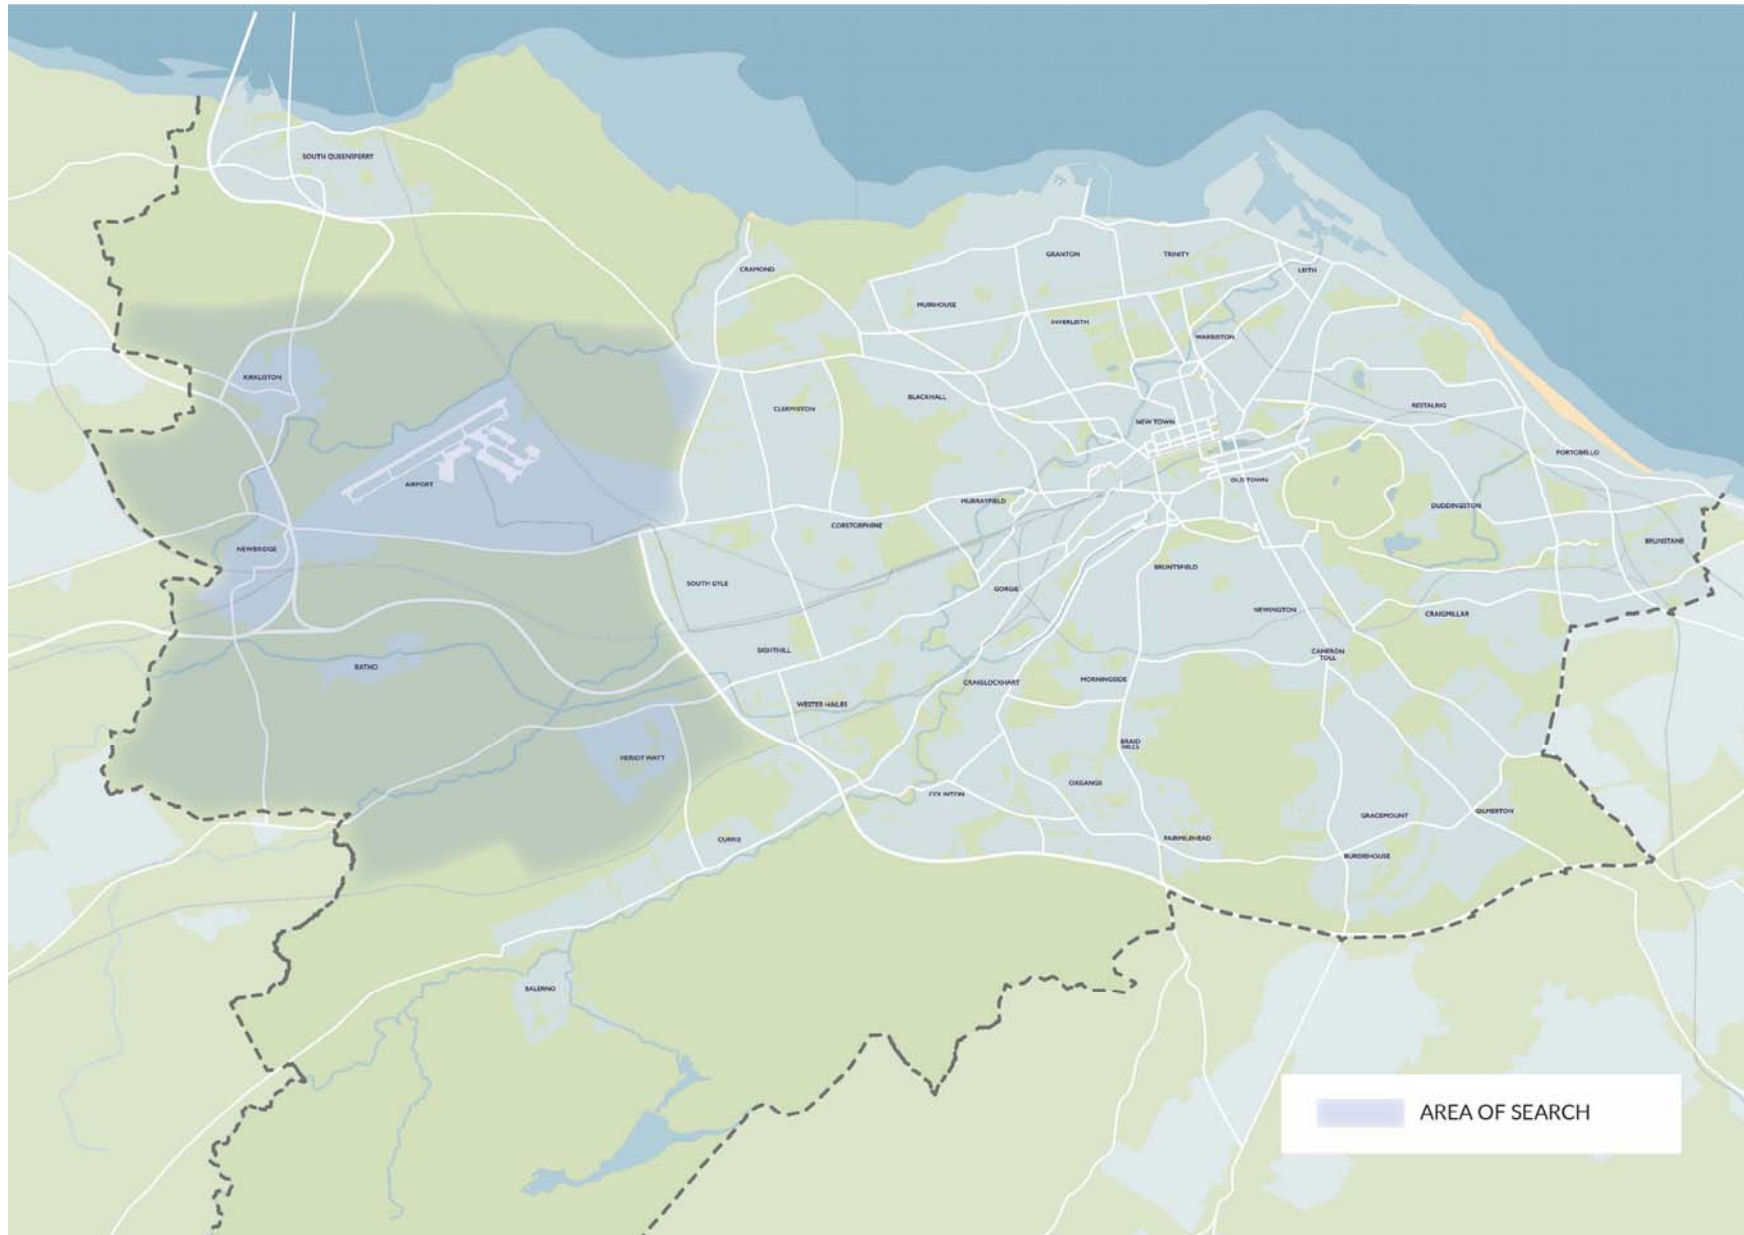 SOUTH QUEENSFERRY
CRAMOND
GRANTON
TRINITY
LEITH
MUIRHOUSE
INVERLEITH
WARRISTON
KIRKLISTON
CLERMISTON
BLACKHALL
NEW TOWN
RESTALRIG
PORTOBELLO
AIRPORT
OLD TOWN
MURRAYFIELD
CORSTORPHINE
DUDDINGSTON
BRUNSTANE
NEWBRIDGE
SOUTH GYLE
GORGIE
BRUNTSFIELD
NEWINGTON
CRAIGMILLAR
RATHO
SIGHTHILL
CAMERON
TOLL
CRAIGLOCKHART
MORNINGSIDE
WESTER HAILES
HERIOT WATT
BRAID
HILLS
OXGANGS
COLINTON
CURRIE
FAIRMILEHEAD
GRACEMOUNT
GILMERTON
BURDIEHOUSE
BALERNO
AREA OF SEARCH